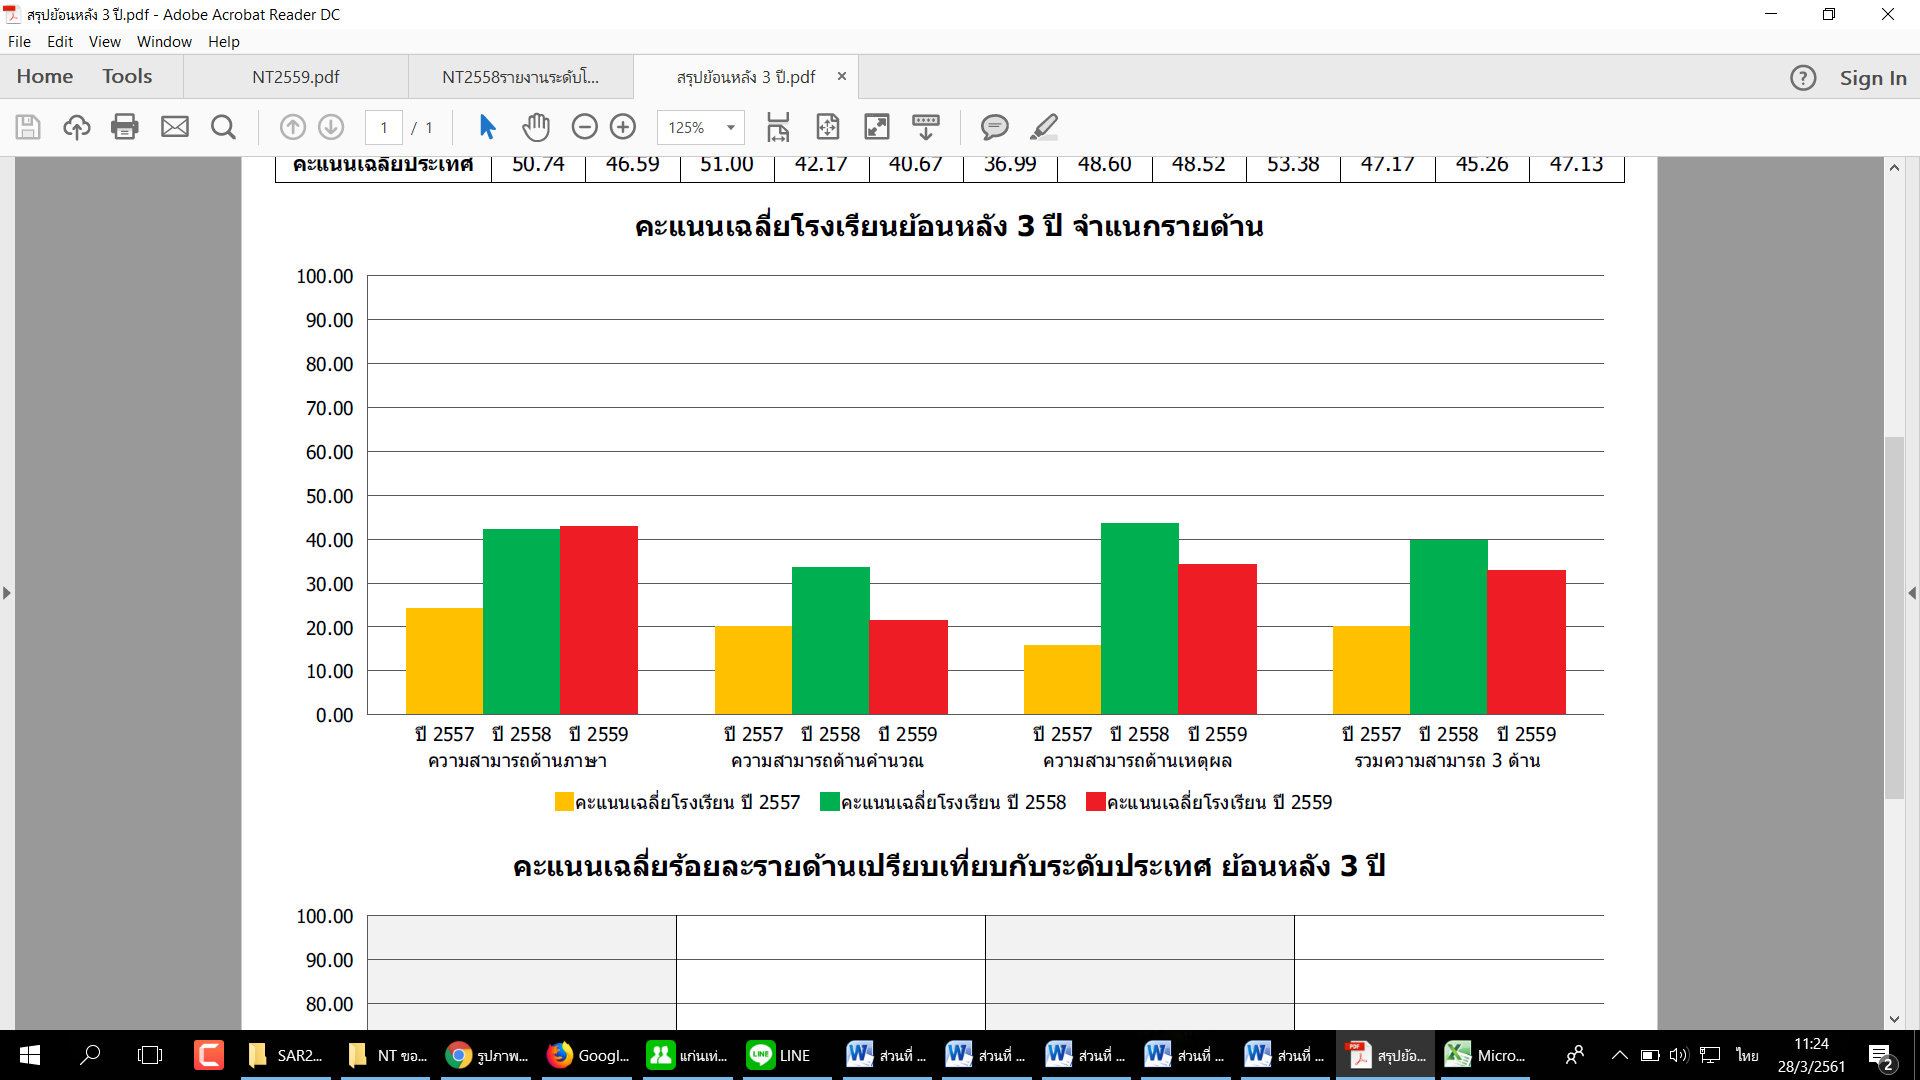 สรุปย้อนหลัง 3 ปี.pdf - Adobe Acrobat Reader DC
File Edit View Window Help
Home Tools NT2559.pdf NT2558รายงานระดับโ... สรุปย้อนหลัง 3 ปี.pdf × ? Sign In
1 / 1 125%
คะแนนเฉลี่ยประเทศ 50.74 46.59 51.00 42.17 40.67 36.99 48.60 48.52 53.38 47.17 45.26 47.13
คะแนนเฉลี่ยโรงเรียนย้อนหลัง 3 ปี จำแนกรายด้าน
100.00
90.00
80.00
70.00
60.00
50.00
40.00
30.00
20.00
10.00
0.00
ปี 2557 ปี 2558 ปี 2559 ปี 2557 ปี 2558 ปี 2559 ปี 2557 ปี 2558 ปี 2559 ปี 2557 ปี 2558 ปี 2559
ความสามารถด้านภาษา ความสามารถด้านคำนวณ ความสามารถด้านเหตุผล รวมความสามารถ 3 ด้าน
คะแนนเฉลี่ยโรงเรียน ปี 2557 คะแนนเฉลี่ยโรงเรียน ปี 2558 คะแนนเฉลี่ยโรงเรียน ปี 2559
คะแนนเฉลี่ยร้อยละรายด้านเปรียบเที่ยบกับระดับประเทศ ย้อนหลัง 3 ปี
100.00
90.00
80.00
SAR2... NT ขอ... รูปภาพ... Googl... แก่นเท่... LINE ส่วนที่ ... ส่วนที่ ... ส่วนที่ ... ส่วนที่ ... ส่วนที่ ... สรุปย้อ... Micro... ไทย 11:24
28/3/2561 2